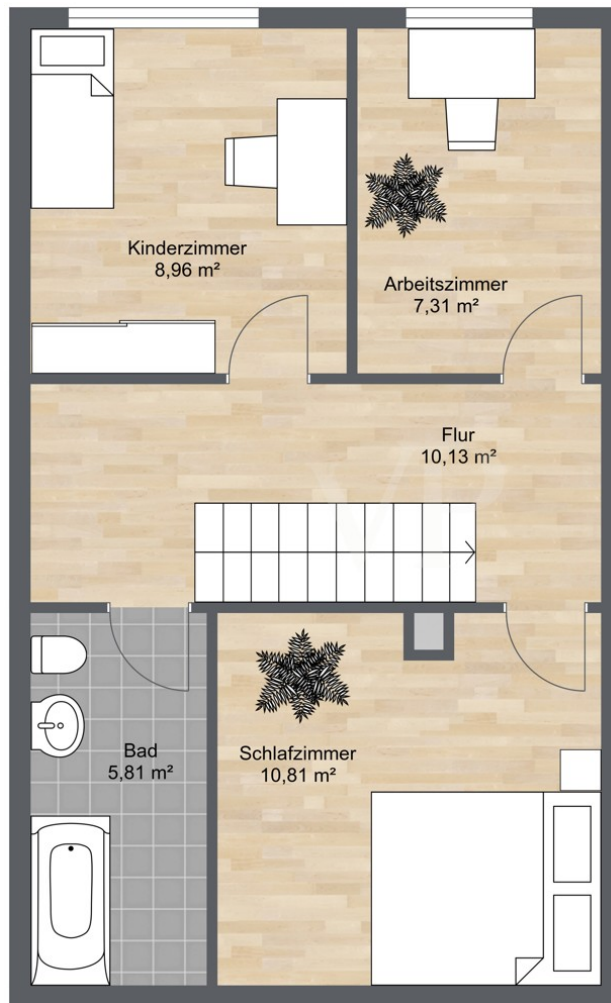 Kinderzimmer
8,96 m²
Arbeitszimmer
7,31 m²
Flur
10,13 m²
VP
Bad
5,81 m²
Schlafzimmer
10,81 m²